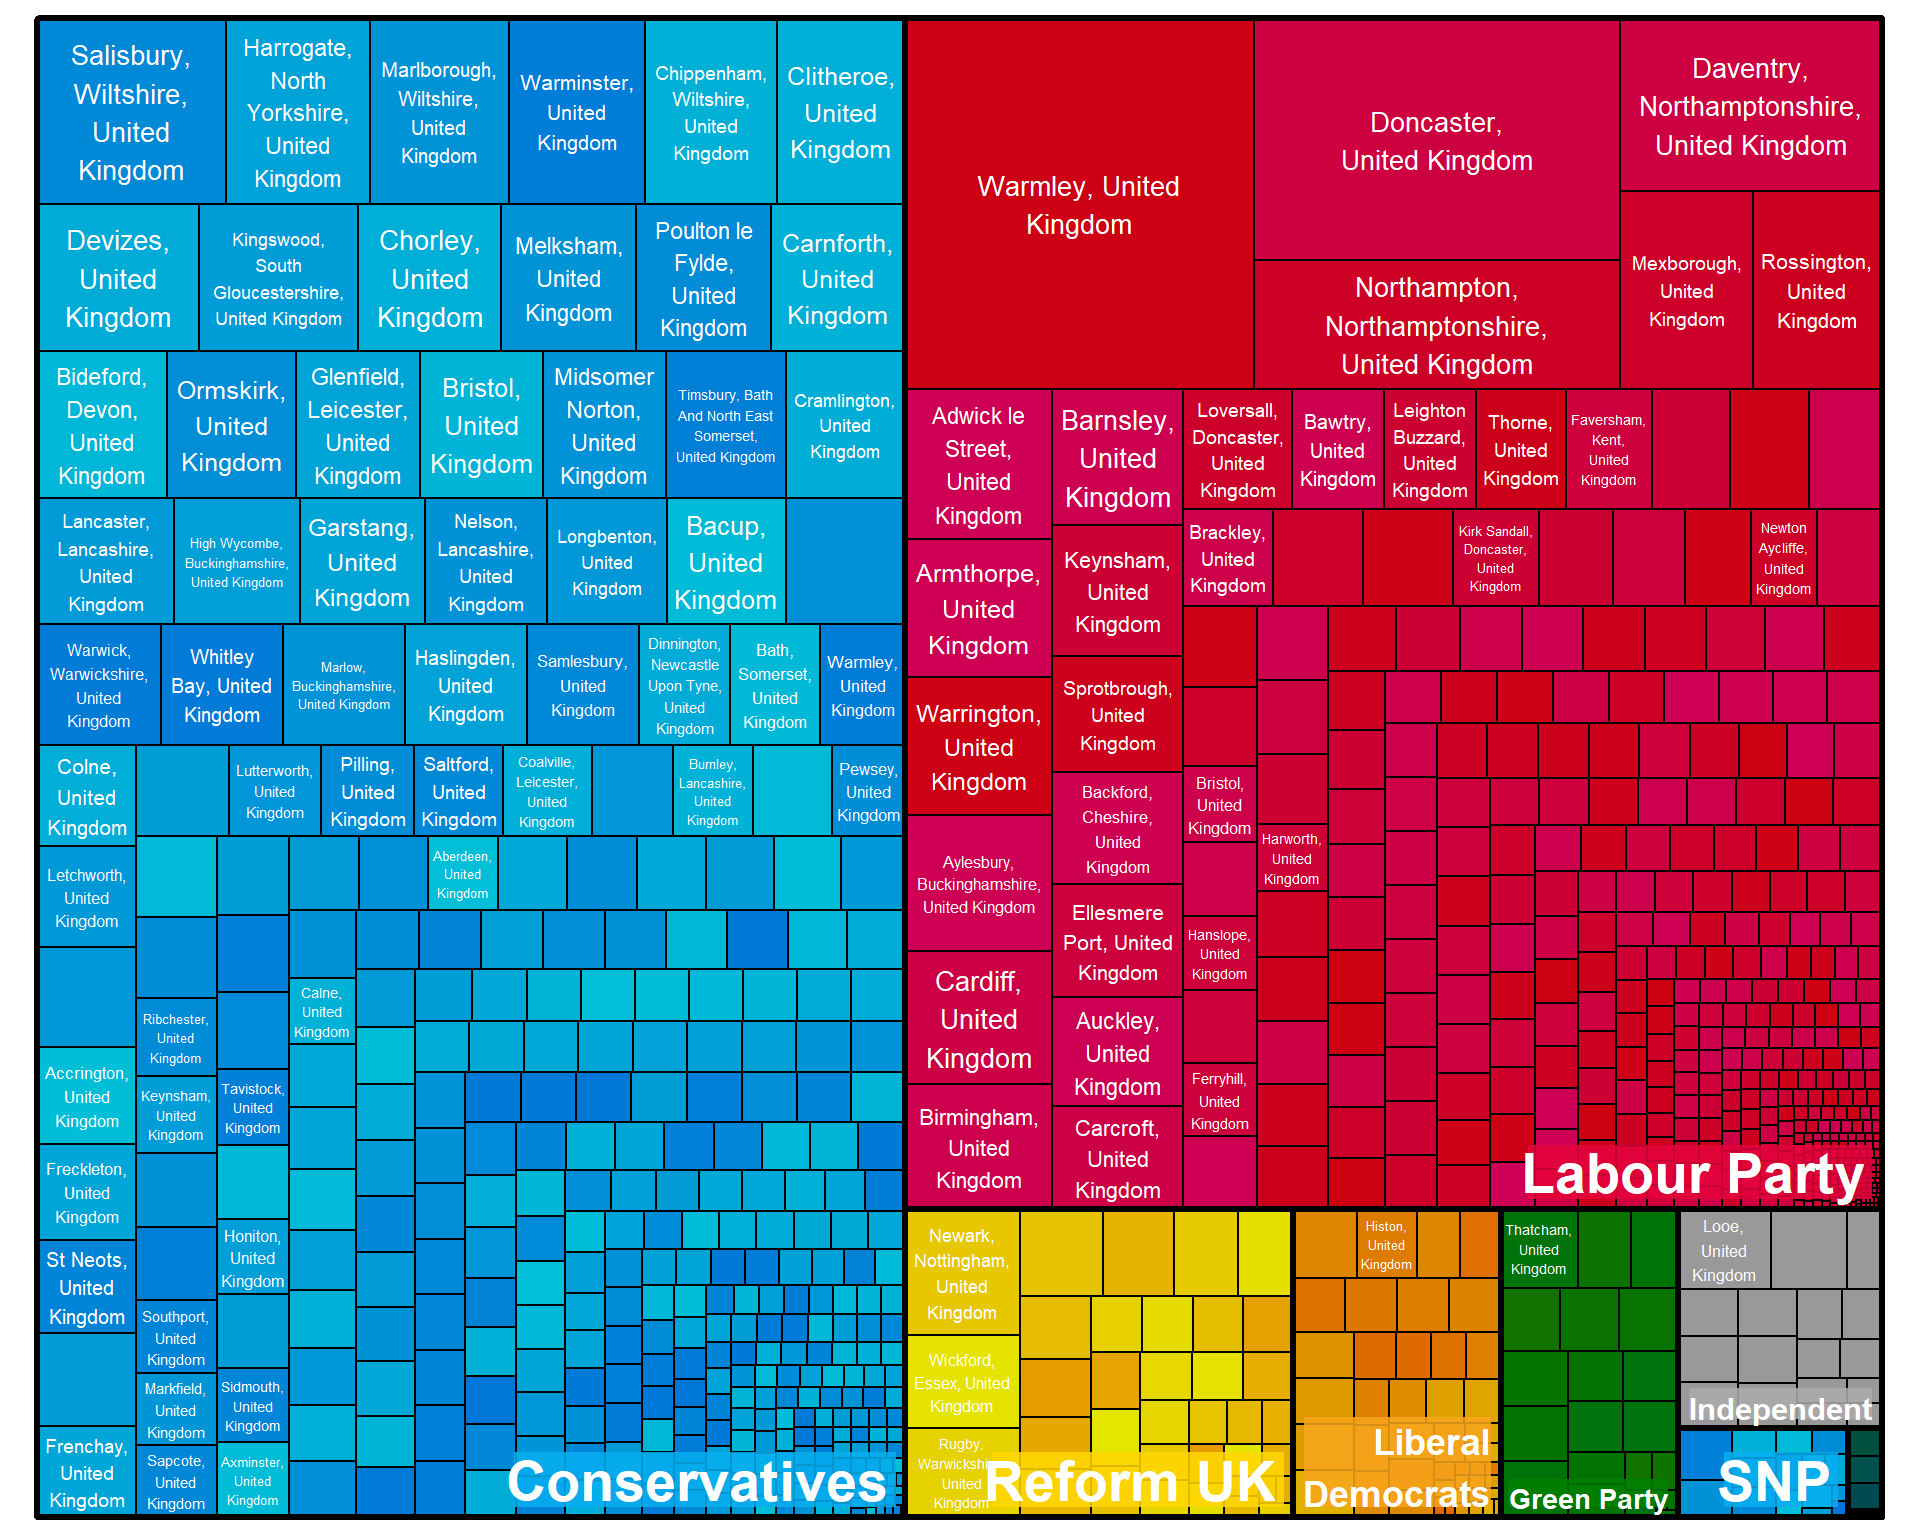 Salisbury,
Wiltshire,
United
Kingdom
Harrogate,
North
Yorkshire,
United
Kingdom
Marlborough,
Wiltshire,
United
Kingdom
Warminster,
United
Kingdom
Chippenham,
Wiltshire,
United
Kingdom
Clitheroe,
United
Kingdom
Devizes,
United
Kingdom
Kingswood,
South
Gloucestershire,
United Kingdom
Chorley,
United
Kingdom
Melksham,
United
Kingdom
Poulton le
Fylde,
United
Kingdom
Carnforth,
United
Kingdom
Bideford,
Devon,
United
Kingdom
Ormskirk,
United
Kingdom
Glenfield,
Leicester,
United
Kingdom
Bristol,
United
Kingdom
Midsomer
Norton,
United
Kingdom
Timsbury, Bath
And North East
Somerset,
United Kingdom
Cramlington,
United
Kingdom
Lancaster,
Lancashire,
United
Kingdom
High Wycombe,
Buckinghamshire,
United Kingdom
Garstang,
United
Kingdom
Nelson,
Lancashire,
United
Kingdom
Longbenton,
United
Kingdom
Bacup,
United
Kingdom
Warwick,
Warwickshire,
United
Kingdom
Whitley
Bay, United
Kingdom
Marlow,
Buckinghamshire,
United Kingdom
Haslingden,
United
Kingdom
Samlesbury,
United
Kingdom
Dinnington,
Newcastle
Upon Tyne,
United
Kingdom
Bath,
Somerset,
United
Kingdom
Warmley,
United
Kingdom
Colne,
United
Kingdom
Lutterworth,
United
Kingdom
Pilling,
United
Kingdom
Saltford,
United
Kingdom
Coalville,
Leicester,
United
Kingdom
Burnley,
Lancashire,
United
Kingdom
Pewsey,
United
Kingdom
Letchworth,
United
Kingdom
Aberdeen,
United
Kingdom
Ribchester,
United
Kingdom
Calne,
United
Kingdom
Accrington,
United
Kingdom
Keynsham,
United
Kingdom
Tavistock,
United
Kingdom
Freckleton,
United
Kingdom
Honiton,
United
Kingdom
St Neots,
United
Kingdom
Southport,
United
Kingdom
Markfield,
United
Kingdom
Sidmouth,
United
Kingdom
Frenchay,
United
Kingdom
Sapcote,
United
Kingdom
Axminster,
United
Kingdom
Conservatives
Warmley, United
Kingdom
Doncaster,
United Kingdom
Daventry,
Northamptonshire,
United Kingdom
Northampton,
Northamptonshire,
United Kingdom
Mexborough,
United
Kingdom
Rossington,
United
Kingdom
Adwick le
Street,
United
Kingdom
Barnsley,
United
Kingdom
Loversall,
Doncaster,
United
Kingdom
Bawtry,
United
Kingdom
Leighton
Buzzard,
United
Kingdom
Thorne,
United
Kingdom
Faversham,
Kent,
United
Kingdom
Armthorpe,
United
Kingdom
Keynsham,
United
Kingdom
Brackley,
United
Kingdom
Kirk Sandall,
Doncaster,
United
Kingdom
Newton
Aycliffe,
United
Kingdom
Warrington,
United
Kingdom
Sprotbrough,
United
Kingdom
Backford,
Cheshire,
United
Kingdom
Bristol,
United
Kingdom
Harworth,
United
Kingdom
Aylesbury,
Buckinghamshire,
United Kingdom
Ellesmere
Port, United
Kingdom
Hanslope,
United
Kingdom
Cardiff,
United
Kingdom
Auckley,
United
Kingdom
Ferryhill,
United
Kingdom
Birmingham,
United
Kingdom
Carcroft,
United
Kingdom
Labour Party
Newark,
Nottingham,
United
Kingdom
Wickford,
Essex, United
Kingdom
Rugby,
Warwickshire,
United
Kingdom
Reform UK
Histon,
United
Kingdom
Liberal
Democrats
Thatcham,
United
Kingdom
Green Party
Looe,
United
Kingdom
Independent
SNP